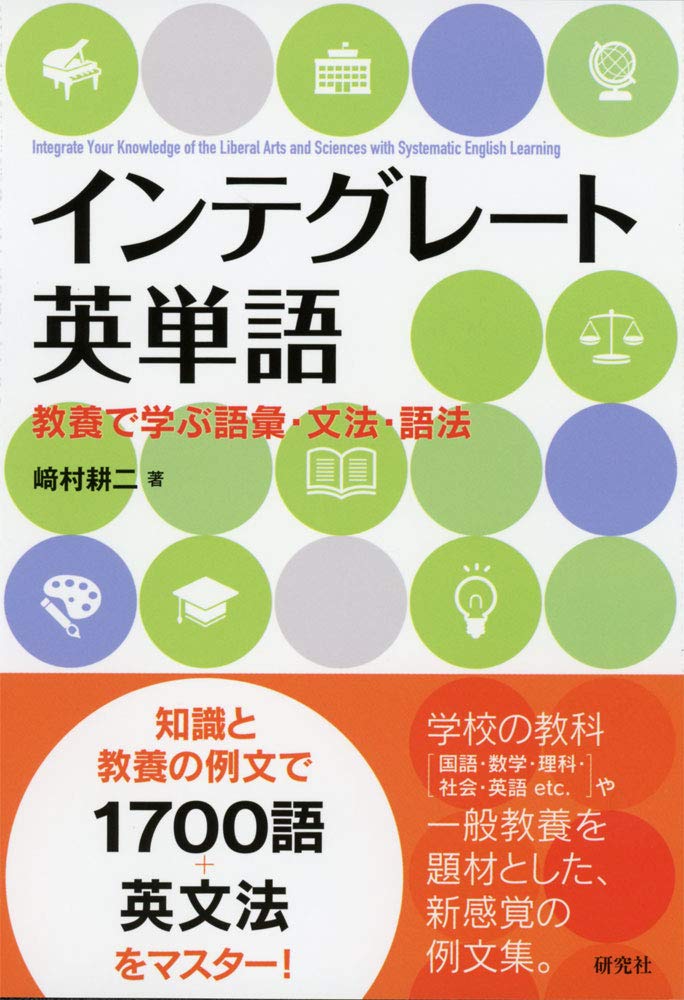 Integrate Your Knowledge of the Liberal Arts and Sciences with Systematic English Learning
インテグレート
英単語
教養で学ぶ語彙・文法・語法
﨑村耕二 著
知識と
教養の例文で
1700語
+
英文法
をマスター!
学校の教科
[国語・数学・理科・
社会・英語 etc.]や
一般教養を
題材とした、
新感覚の
例文集。
研究社